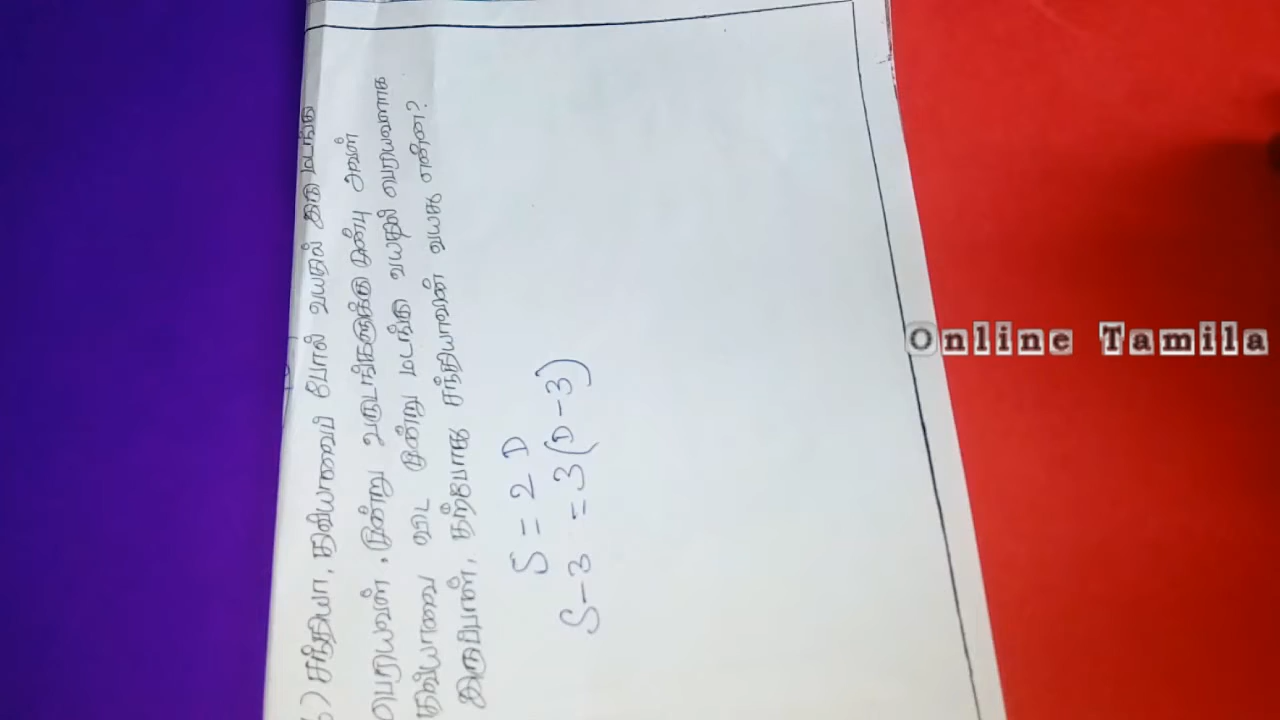 ) சந்தியா, திவ்யாவைப் போல் வயதில் இரு மடங்கு
பெரியவள். மூன்று வருடங்களுக்கு முன்பு அவள்
திவ்யாவை விட மூன்று மடங்கு வயதில் பெரியவளாக
இருப்பாள், தற்போக சந்தியாவின் வயசு என்ன?
S = 2D
S-3 = 3(D-3)
Online Tamila